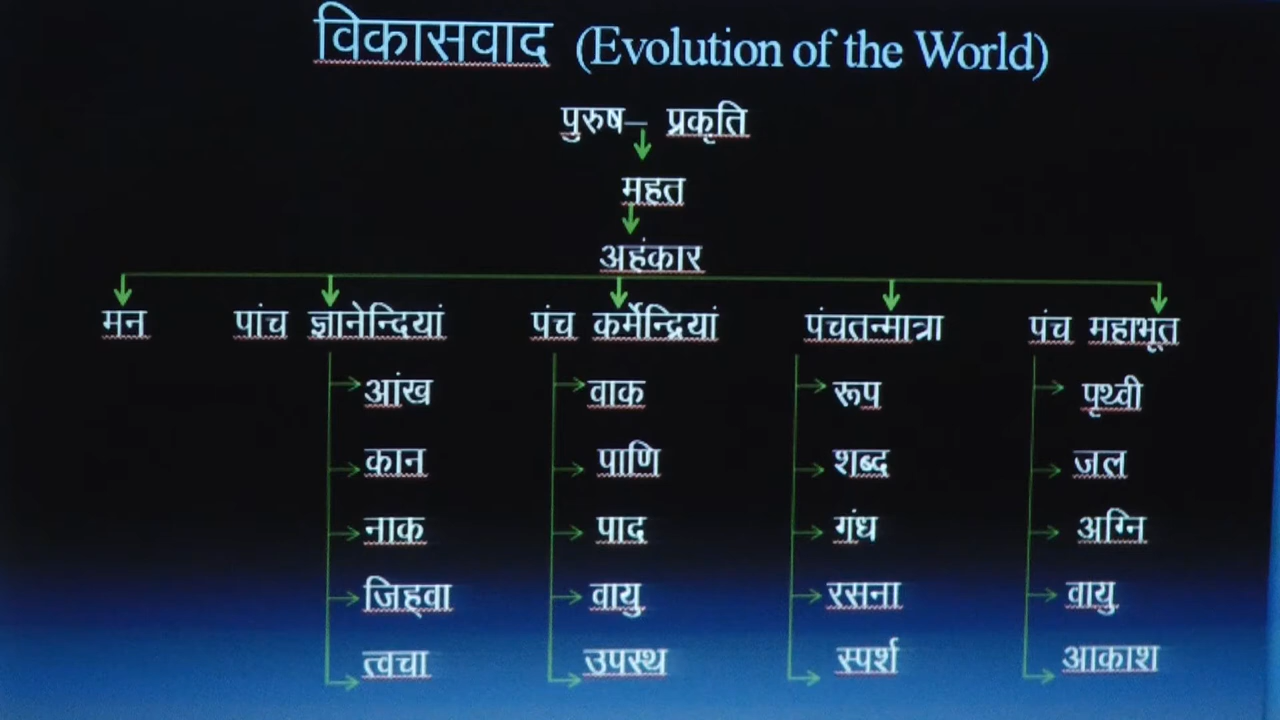 विकासवाद (Evolution of the World)
पुरुष– प्रकृति
महत
अहंकार
मन पांच ज्ञानेन्दियां पंच कर्मेन्द्रियां पंचतन्मात्रा पंच महाभूत
आंख वाक रूप पृथ्वी
कान पाणि शब्द जल
नाक पाद गंध अग्नि
जिह्वा वायु रसना वायु
त्वचा उपस्थ स्पर्श आकाश